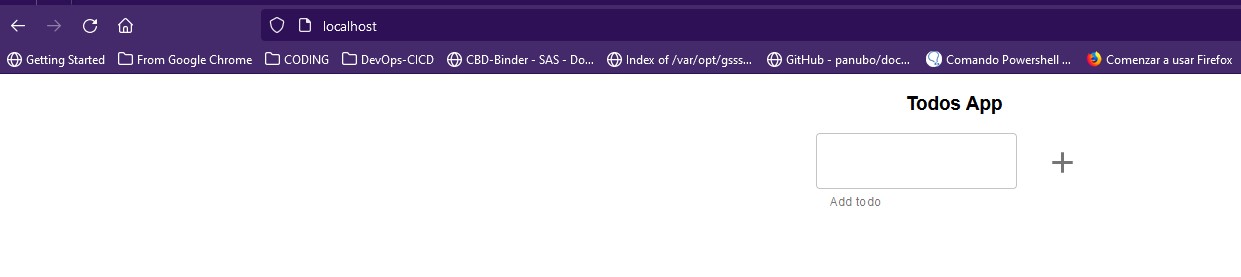 localhost
Getting Started From Google Chrome CODING DevOps-CICD CBD-Binder - SAS - Do... Index of /var/opt/gsss... GitHub - panubo/doc... Comando Powershell ... Comenzar a usar Firefox
Todos App
Add todo